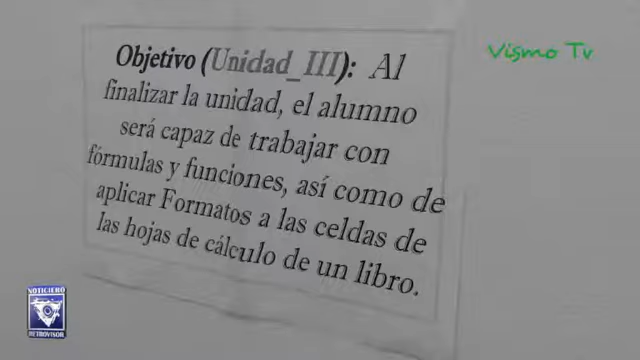 Vismo Tv
Objetivo (Unidad_III): Al
finalizar la unidad, el alumno
será capaz de trabajar con
fórmulas y funciones, así como de
aplicar Formatos a las celdas de
las hojas de cálculo de un libro.
NOTICIERO
RETROVISOR